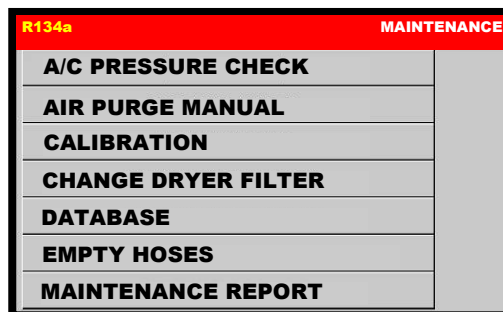 R134a MAINTENANCE
A/C PRESSURE CHECK
AIR PURGE MANUAL
CALIBRATION
CHANGE DRYER FILTER
DATABASE
EMPTY HOSES
MAINTENANCE REPORT